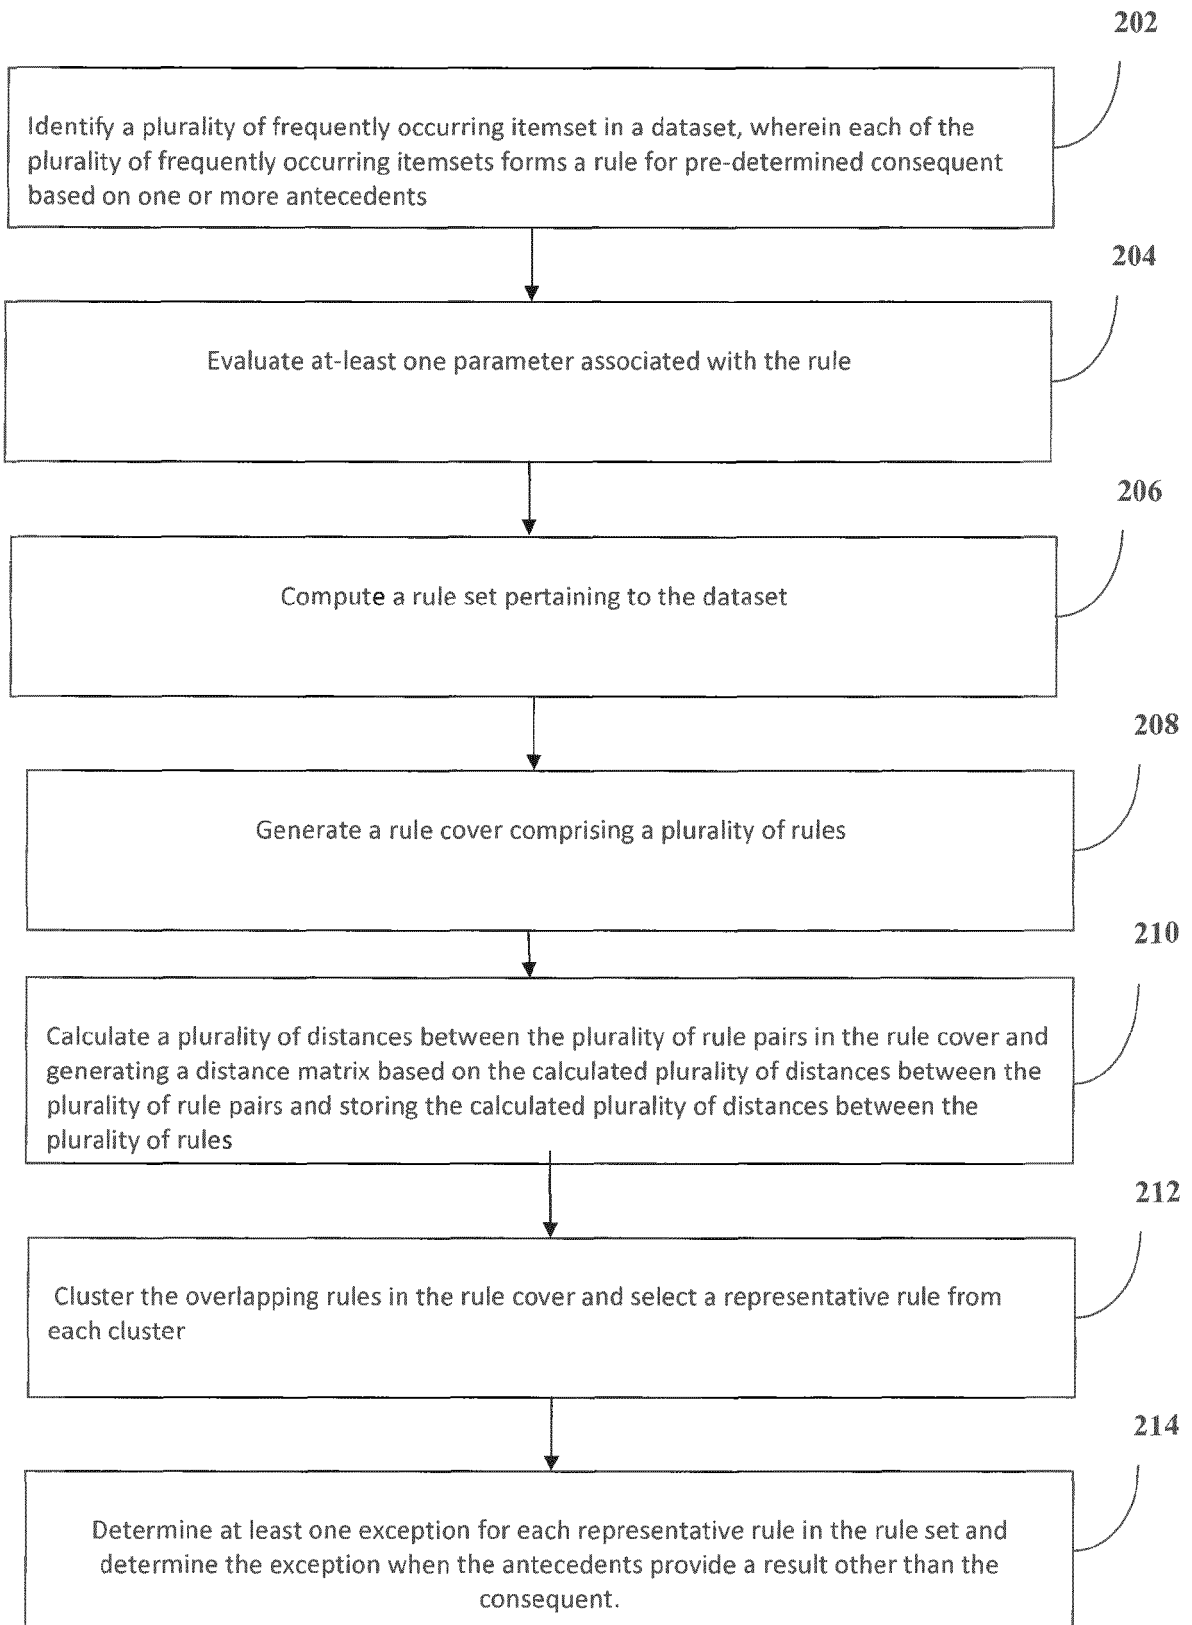 202
Identify a plurality of frequently occurring itemset in a dataset, wherein each of the
plurality of frequently occurring itemsets forms a rule for pre-determined consequent
based on one or more antecedents
204
Evaluate at-least one parameter associated with the rule
206
Compute a rule set pertaining to the dataset
208
Generate a rule cover comprising a plurality of rules
210
Calculate a plurality of distances between the plurality of rule pairs in the rule cover and
generating a distance matrix based on the calculated plurality of distances between the
plurality of rule pairs and storing the calculated plurality of distances between the
plurality of rules
212
Cluster the overlapping rules in the rule cover and select a representative rule from
each cluster
214
Determine at least one exception for each representative rule in the rule set and
determine the exception when the antecedents provide a result other than the
consequent.